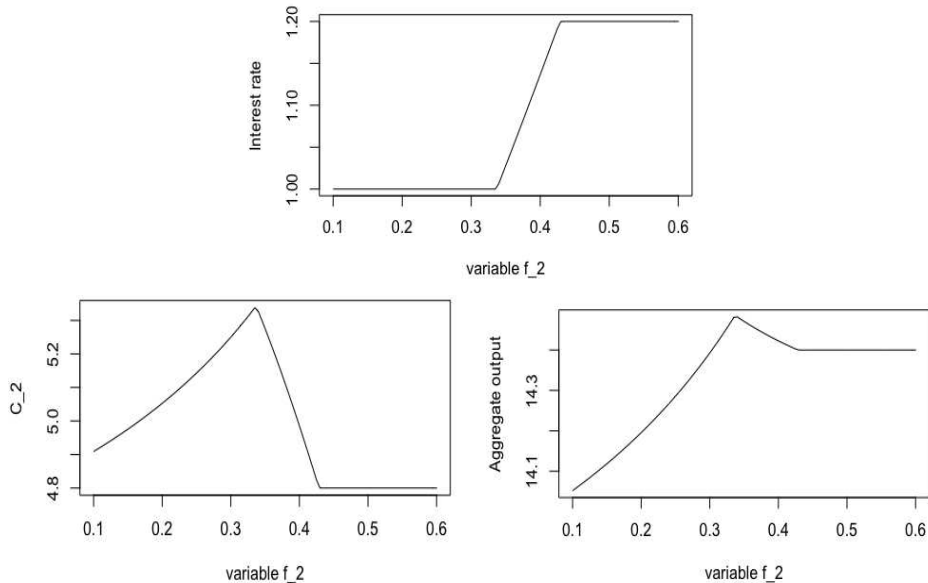 Interest rate
1.00 1.10 1.20
0.1 0.2 0.3 0.4 0.5 0.6
variable f_2
C_2
4.8 5.0 5.2
0.1 0.2 0.3 0.4 0.5 0.6
variable f_2
Aggregate output
14.1 14.3
0.1 0.2 0.3 0.4 0.5 0.6
variable f_2